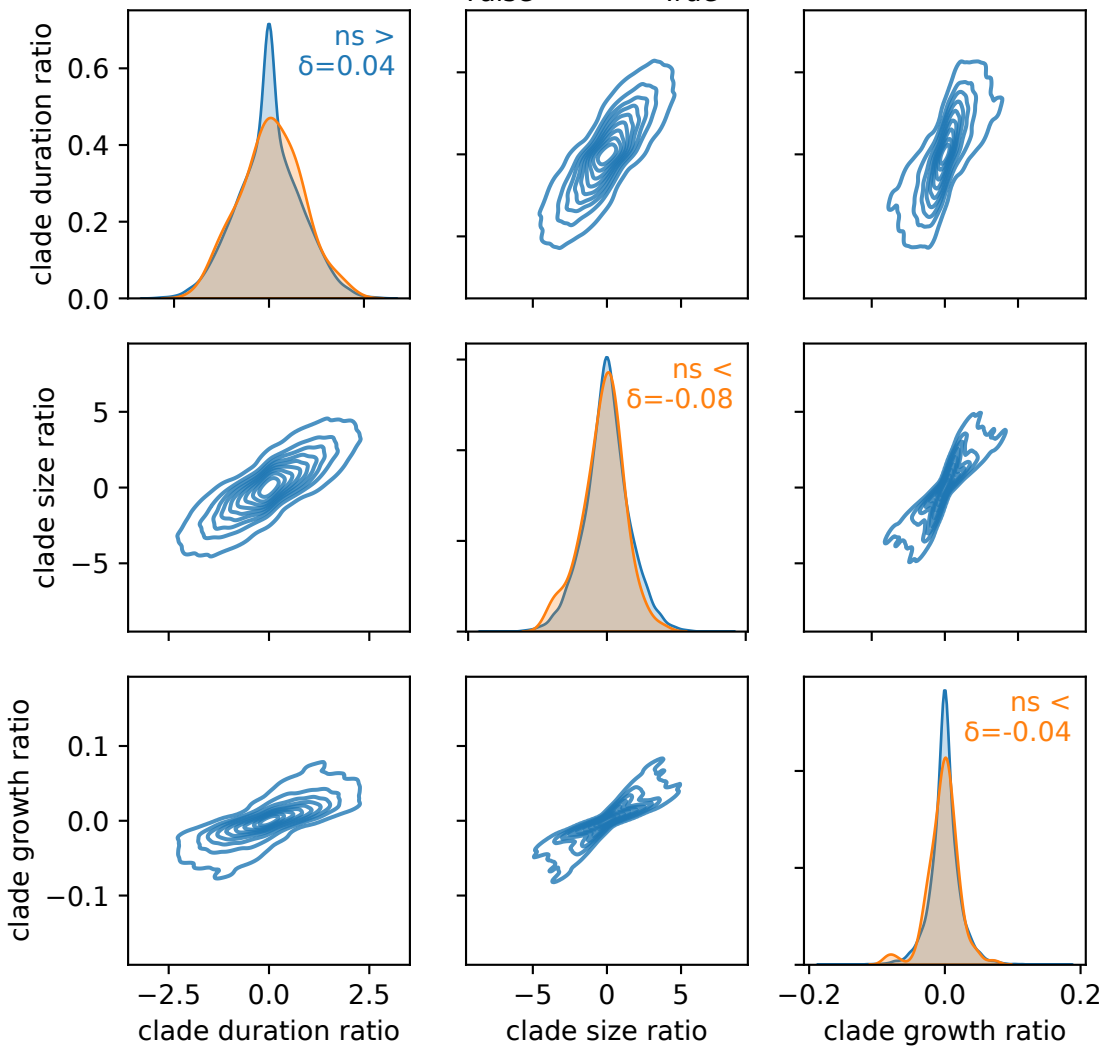 clade duration ratio
0.6
0.4
0.2
0.0
ns >
δ=0.04
clade size ratio
5
0
−5
ns <
δ=-0.08
clade growth ratio
0.1
0.0
−0.1
ns <
δ=-0.04
−2.5 0.0 2.5
−5 0 5
−0.2 0.0 0.2
clade duration ratio
clade size ratio
clade growth ratio